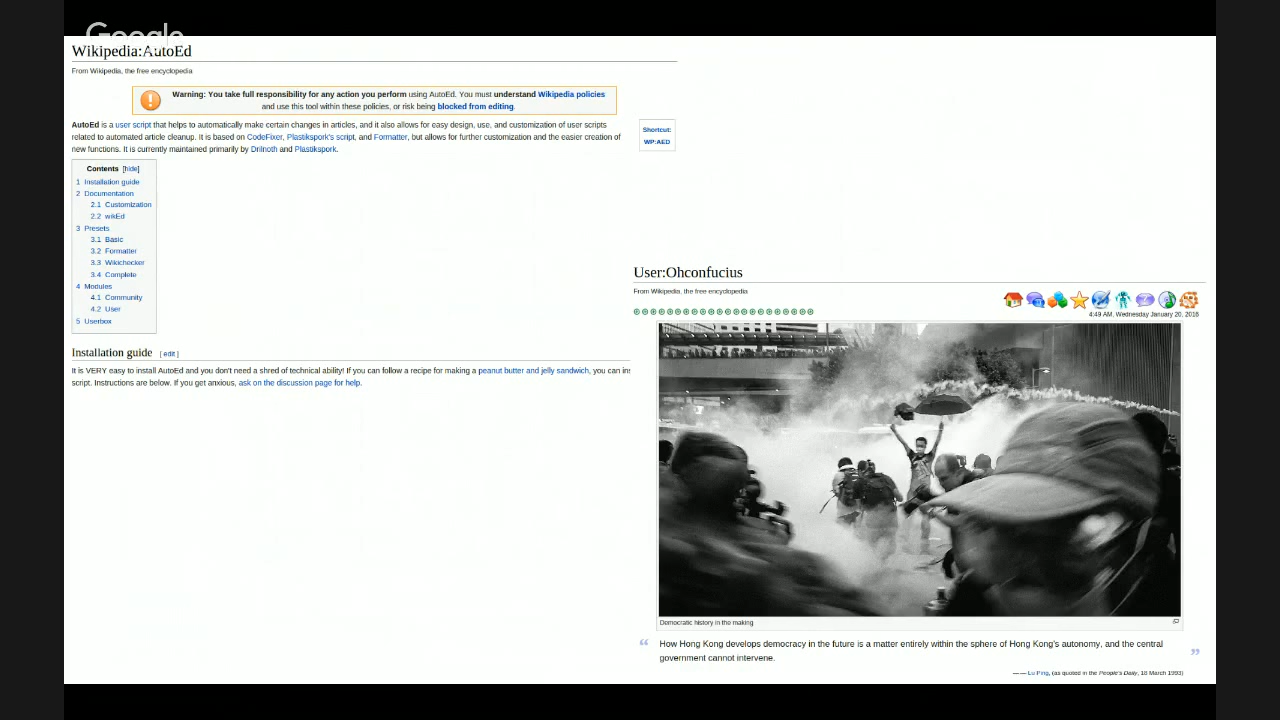 Google
Wikipedia:AutoEd
From Wikipedia, the free encyclopedia
Warning: You take full responsibility for any action you perform using AutoEd. You must understand Wikipedia policies
and use this tool within these policies, or risk being blocked from editing.
AutoEd is a user script that helps to automatically make certain changes in articles, and it also allows for easy design, use, and customization of user scripts
related to automated article cleanup. It is based on CodeFixer, Plastikspork's script, and Formatter, but allows for further customization and the easier creation of
new functions. It is currently maintained primarily by Drilnoth and Plastikspork.
Shortcut:
WP:AED
Contents [hide]
1 Installation guide
2 Documentation
2.1 Customization
2.2 wikEd
3 Presets
3.1 Basic
3.2 Formatter
3.3 Wikichecker
3.4 Complete
4 Modules
4.1 Community
4.2 User
5 Userbox
Installation guide [ edit ]
It is VERY easy to install AutoEd and you don't need a shred of technical ability! If you can follow a recipe for making a peanut butter and jelly sandwich, you can ins
script. Instructions are below. If you get anxious, ask on the discussion page for help.
User:Ohconfucius
From Wikipedia, the free encyclopedia
4:49 AM, Wednesday January 20, 2016
Democratic history in the making
“ How Hong Kong develops democracy in the future is a matter entirely within the sphere of Hong Kong's autonomy, and the central
government cannot intervene. ”
—— Lu Ping, (as quoted in the People's Daily, 18 March 1993)